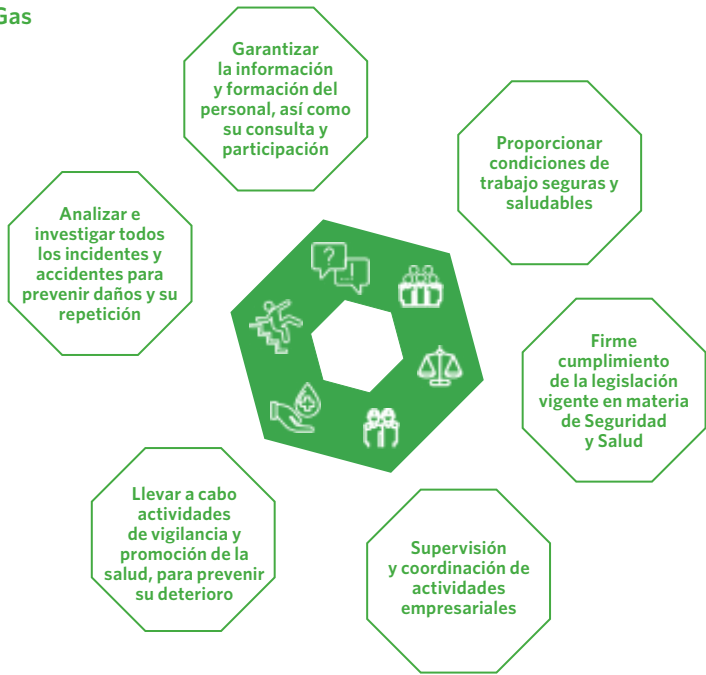 Gas
Garantizar
la información
y formación del
personal, así como
su consulta y
participación
Proporcionar
condiciones de
trabajo seguras y
saludables
Analizar e
investigar todos
los incidentes y
accidentes para
prevenir daños y su
repetición
Firme
cumplimiento
de la legislación
vigente en materia
de Seguridad
y Salud
Llevar a cabo
actividades
de vigilancia y
promoción de la
salud, para prevenir
su deterioro
Supervisión
y coordinación de
actividades
empresariales